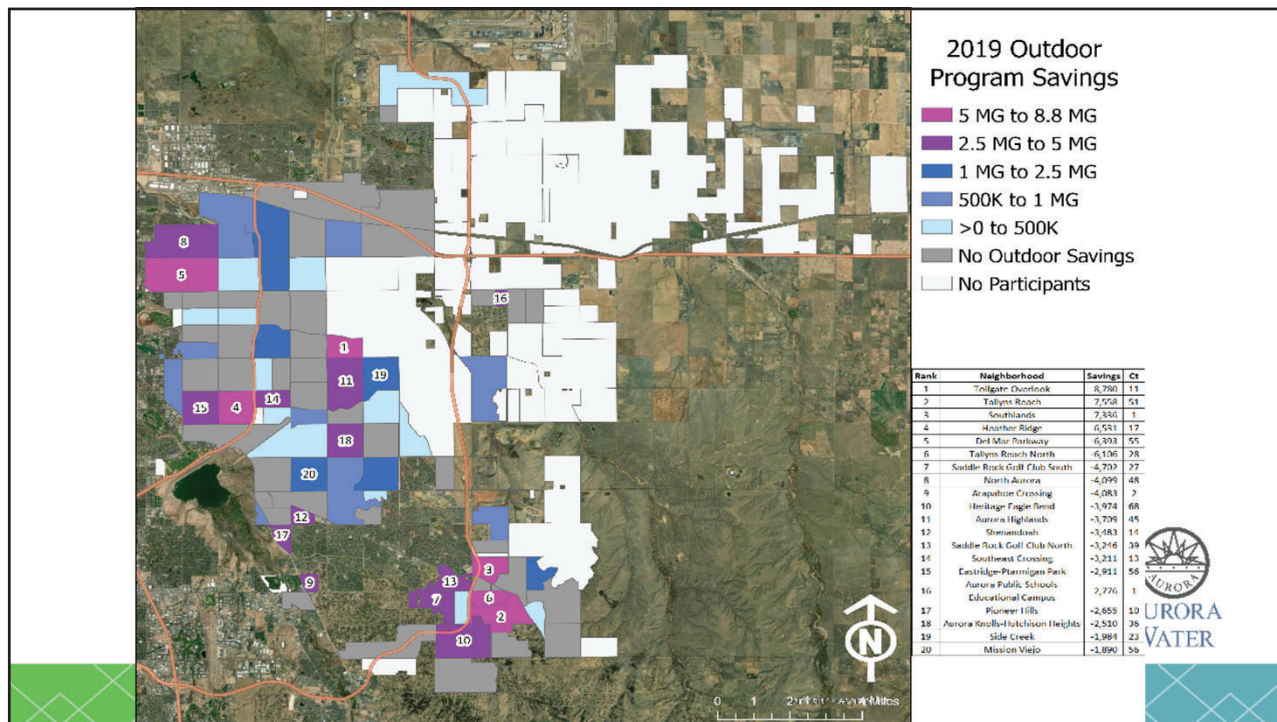 2019 Outdoor
Program Savings
5 MG to 8.8 MG
2.5 MG to 5 MG
1 MG to 2.5 MG
500K to 1 MG
>0 to 500K
No Outdoor Savings
No Participants
8
5
16
1
11
19
14
15
4
18
20
12
17
3
13
9
6
7
2
10
N
0 1 2
Rank Neighborhood Savings Ct
1 Tollgate Overlook 8,780 11
2 Tallyns Reach 7,558 51
3 Southlands 7,336 1
4 Heather Ridge 6,531 17
5 Del Mar Parkway 6,393 55
6 Tallyns Reach North -6,106 28
7 Saddle Rock Golf Club South -4,702 27
8 North Aurora -4,099 48
9 Arapahoe Crossing -4,083 2
10 Heritage Eagle Bend -3,974 68
11 Aurora Highlands -3,709 45
12 Shenandoah -3,483 14
13 Saddle Rock Golf Club North -3,246 39
14 Southeast Crossing -3,211 13
15 Eastridge-Ptarmigan Park -2,911 56
16 Aurora Public Schools
Educational Campus 2,776 1
17 Pioneer Hills -2,655 10
18 Aurora Knolls-Hutchison Heights -2,510 36
19 Side Creek -1,984 23
20 Mission Viejo -1,890 56
AURORA
URORA
ATER